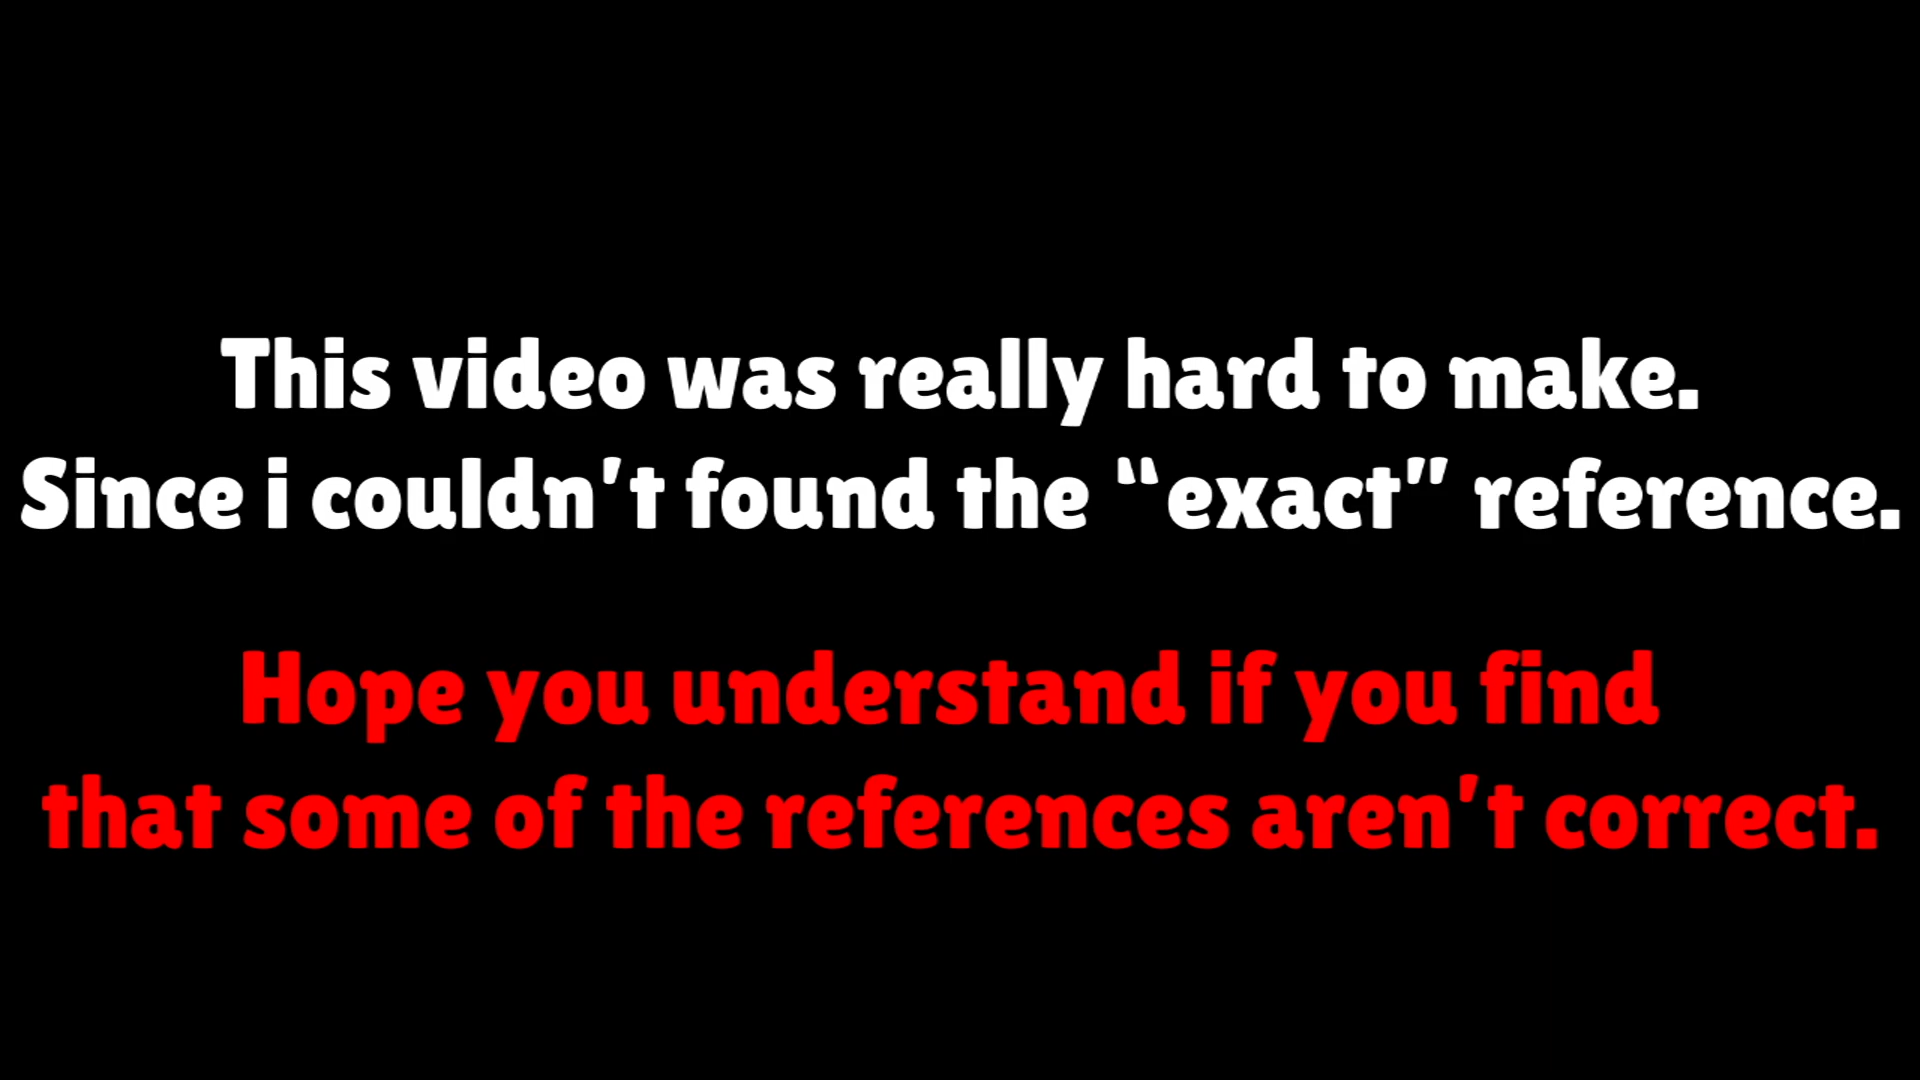 This video was really hard to make.
Since i couldn't found the “exact” reference.
Hope you understand if you find
that some of the references aren't correct.